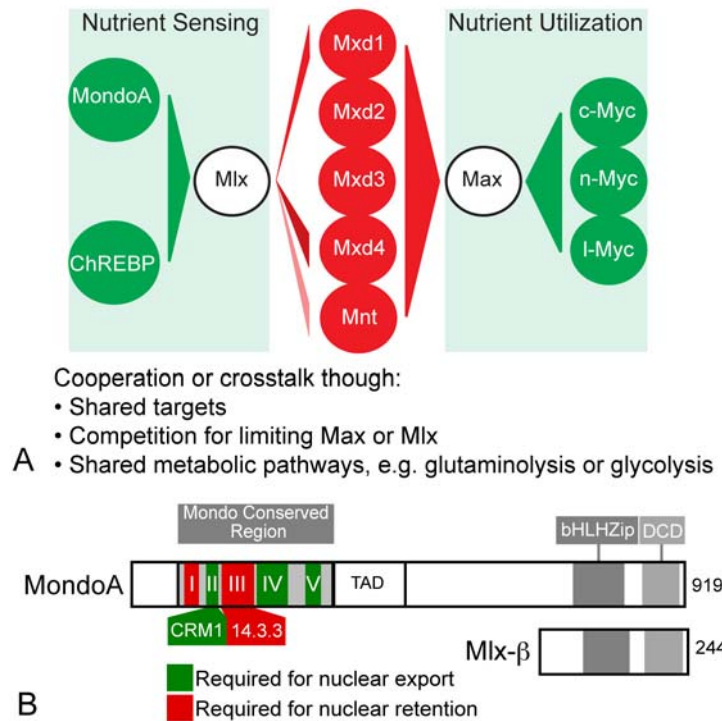 Nutrient Sensing
Nutrient Utilization
MondoA
ChREBP
Mlx
Mxd1
Mxd2
Mxd3
Mxd4
Mnt
Max
c-Myc
n-Myc
l-Myc
Cooperation or crosstalk though:
• Shared targets
• Competition for limiting Max or Mlx
• Shared metabolic pathways, e.g. glutaminolysis or glycolysis
A
Mondo Conserved
Region
bHLHZip
DCD
MondoA
I
II
III
IV
V
TAD
919
CRM1
14.3.3
Mlx-β
244
Required for nuclear export
Required for nuclear retention
B